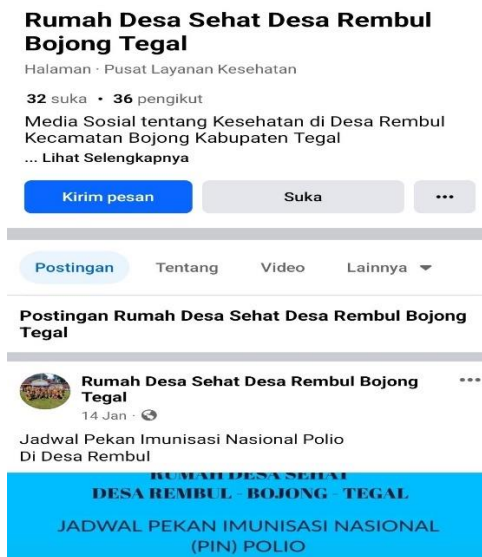 Rumah Desa Sehat Desa Rembul
Bojong Tegal
Halaman · Pusat Layanan Kesehatan
32 suka • 36 pengikut
Media Sosial tentang Kesehatan di Desa Rembul
Kecamatan Bojong Kabupaten Tegal
... Lihat Selengkapnya
Kirim pesan
Suka
Postingan
Tentang
Video
Lainnya
Postingan Rumah Desa Sehat Desa Rembul Bojong
Tegal
Rumah Desa Sehat Desa Rembul Bojong
Tegal
14 Jan ·
Jadwal Pekan Imunisasi Nasional Polio
Di Desa Rembul
RUMAH DESA SEHAT
DESA REMBUL - BOJONG - TEGAL
JADWAL PEKAN IMUNISASI NASIONAL
(PIN) POLIO